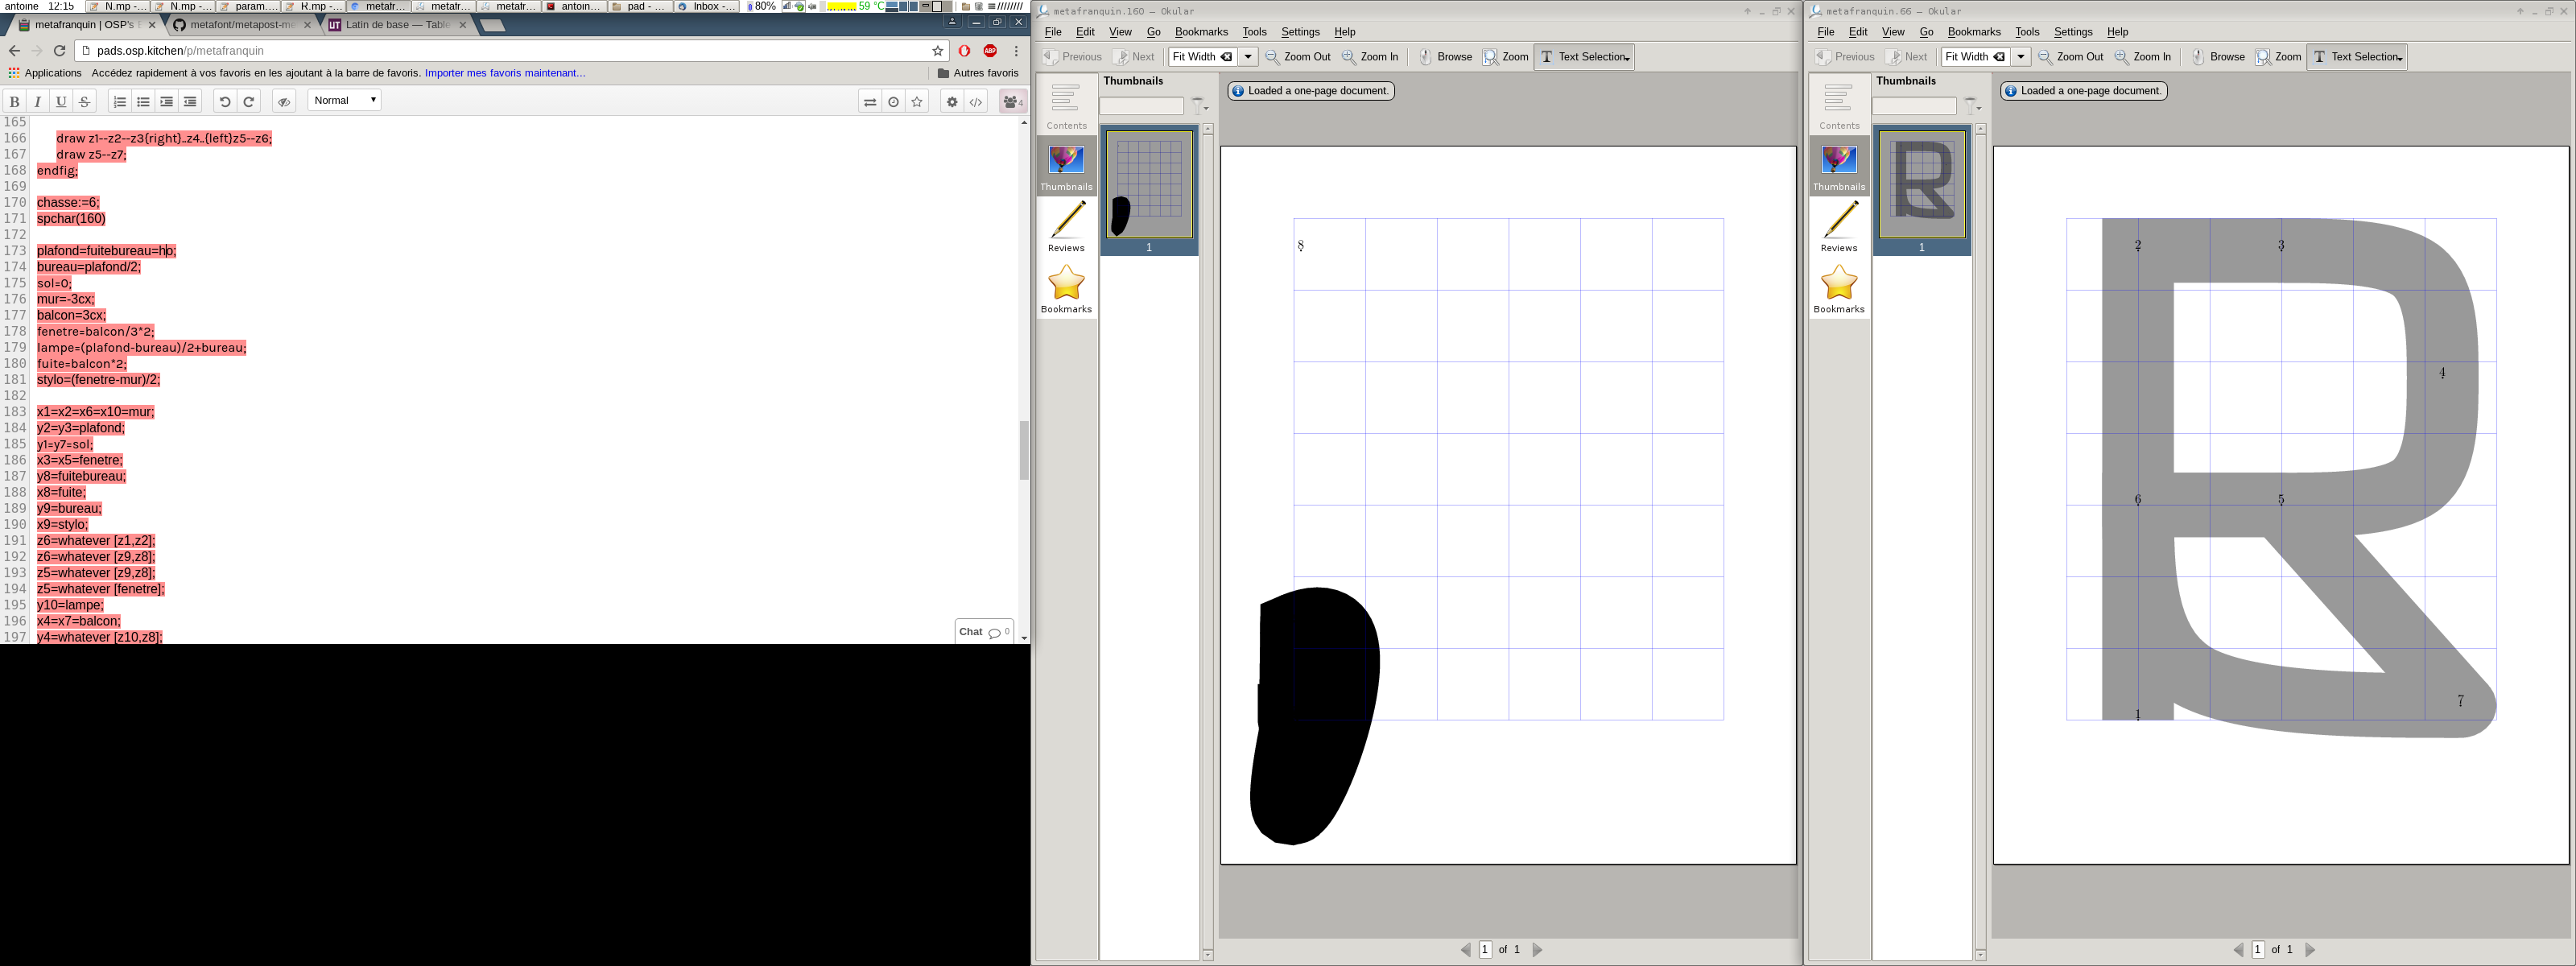 antoine 12:15 N.mp -... N.mp -... param.... R.mp -... metafr... metafr... metafr... metafr... antoin... pad - ... Inbox -... 80% 59 °C
metafranquin | OSP's
metafont/metapost-me
Latin de base — Table
pads.osp.kitchen/p/metafranquin
Applications Accédez rapidement à vos favoris en les ajoutant à la barre de favoris. Importer mes favoris maintenant... Autres favoris
B I U S Normal 4
165
166 draw z1--z2--z3{right}..z4..{left}z5--z6;
167 draw z5--z7;
168 endfig;
169
170 chasse:=6;
171 spchar(160)
172
173 plafond=fuitebureau=ho;
174 bureau=plafond/2;
175 sol=0;
176 mur=-3cx;
177 balcon=3cx;
178 fenetre=balcon/3*2;
179 lampe=(plafond-bureau)/2+bureau;
180 fuite=balcon*2;
181 stylo=(fenetre-mur)/2;
182
183 x1=x2=x6=x10=mur;
184 y2=y3=plafond;
185 y1=y7=sol;
186 x3=x5=fenetre;
187 y8=fuitebureau;
188 x8=fuite;
189 y9=bureau;
190 x9=stylo;
191 z6=whatever [z1,z2];
192 z6=whatever [z9,z8];
193 z5=whatever [z9,z8];
194 z5=whatever [fenetre];
195 y10=lampe;
196 x4=x7=balcon;
197 y4=whatever [z10,z8];
Chat 0
metafranquin.160 – Okular
File Edit View Go Bookmarks Tools Settings Help
Previous Next Fit Width Zoom Out Zoom In Browse Zoom Text Selection
Contents
Thumbnails
Reviews
Bookmarks
Thumbnails
1
Loaded a one-page document.
8
1 of 1
metafranquin.66 – Okular
File Edit View Go Bookmarks Tools Settings Help
Previous Next Fit Width Zoom Out Zoom In Browse Zoom Text Selection
Contents
Thumbnails
Reviews
Bookmarks
Thumbnails
R
1
Loaded a one-page document.
R
2 3
4
6 5
7
1
1 of 1